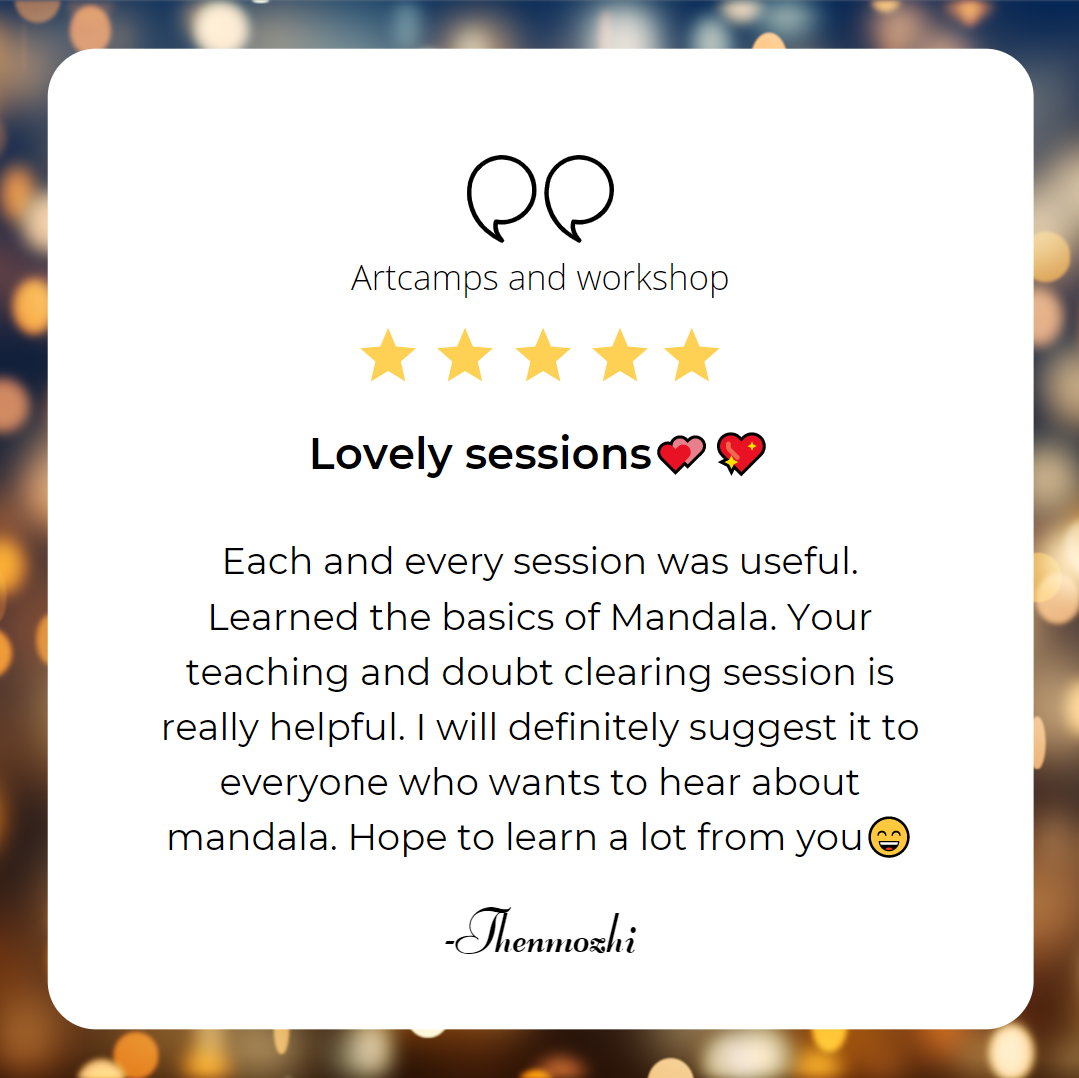 Artcamps and workshop
Lovely sessions💕💖
Each and every session was useful.
Learned the basics of Mandala. Your
teaching and doubt clearing session is
really helpful. I will definitely suggest it to
everyone who wants to hear about
mandala. Hope to learn a lot from you😄
-Thenmozhi